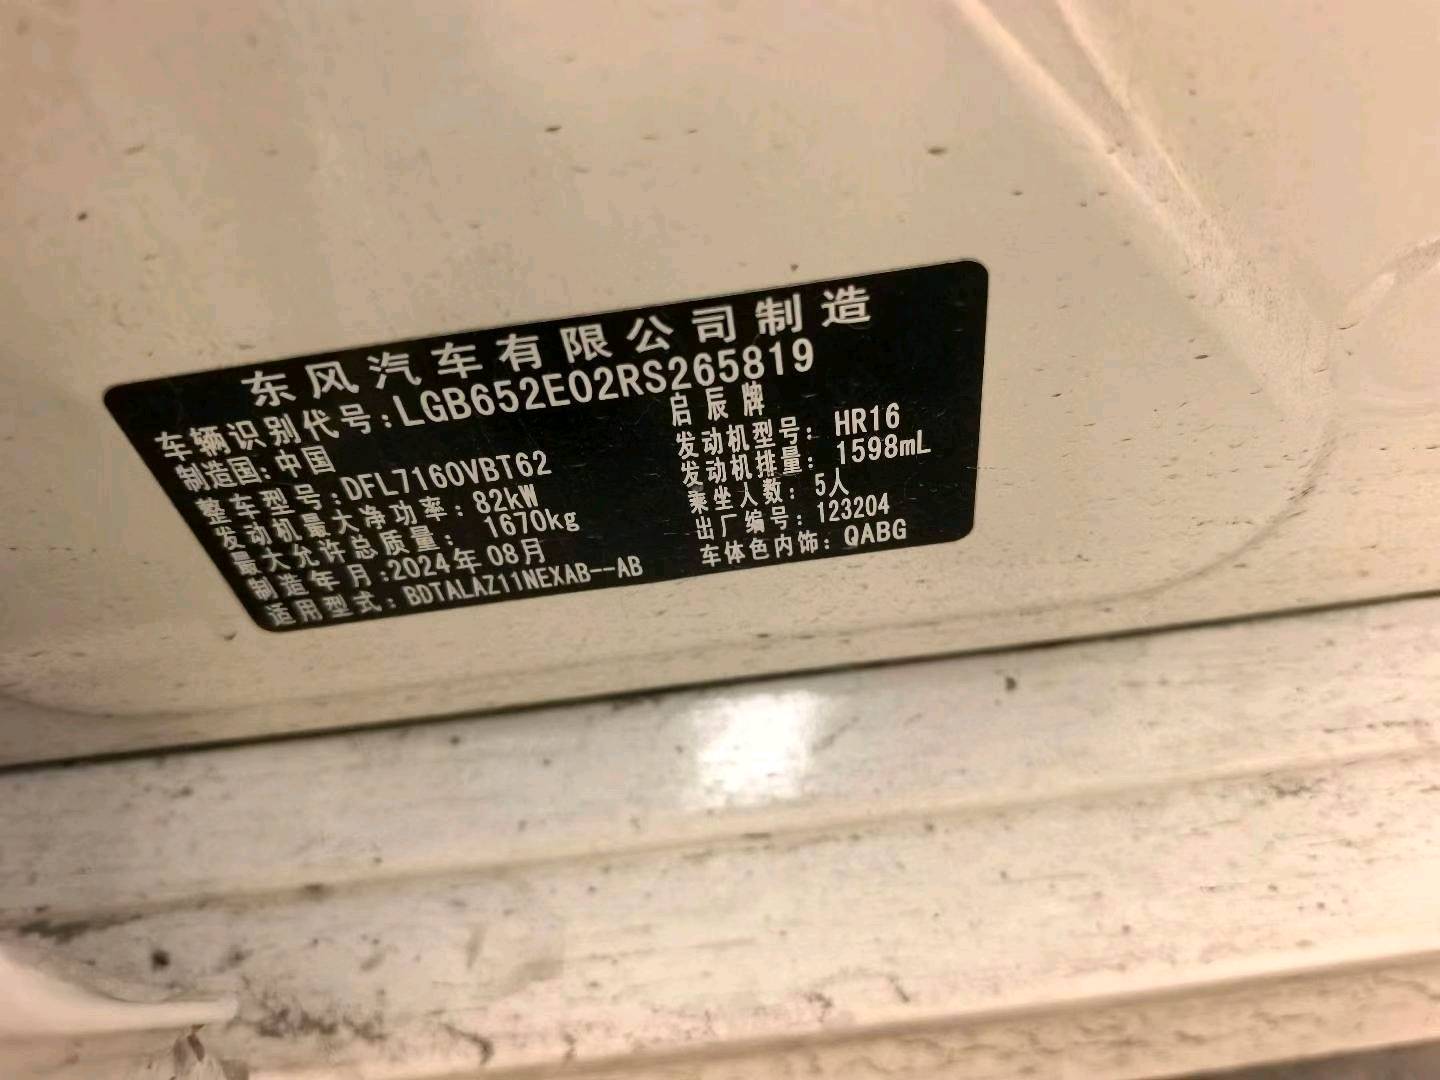 东风汽车有限公司制造
车辆识别代号:LGB652E02RS265819
制造国:中国 启辰牌
整车型号:DFL7160VBT62 发动机型号: HR16
发动机最大净功率:82kW 发动机排量: 1598mL
最大允许总质量: 1670kg 乘坐人数: 5人
制造年月:2024年08月 出厂编号: 123204
适用型式: BDTALAZ11NEXAB--AB 车体色内饰: QABG